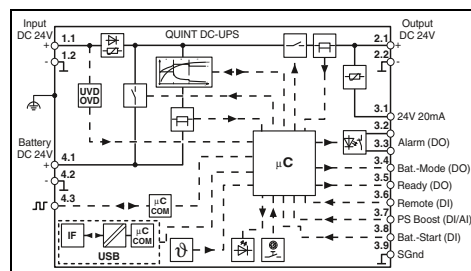 Input
DC 24V
QUINT DC-UPS
Output
DC 24V
+ 1.1
- 1.2
2.1 +
2.2 -
UVD
OVD
3.1 24V 20mA
3.2
3.3 Alarm (DO)
3.4 Bat.-Mode (DO)
3.5 Ready (DO)
3.6 Remote (DI)
3.7 PS Boost (DI/AI)
3.8 Bat.-Start (DI)
3.9 SGnd
Battery
DC 24V
+ 4.1
- 4.2
4.3
µC
µC
COM
IF
µC
COM
USB
ϑ